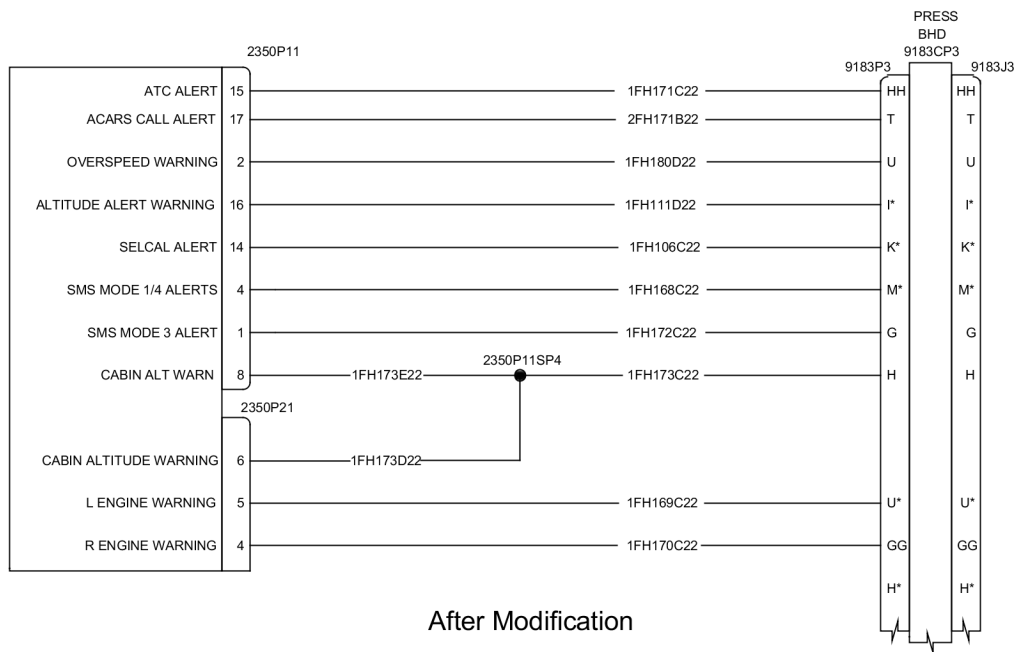 PRESS
BHD
2350P11
9183CP3
9183P3
9183J3
ATC ALERT 15 1FH171C22 HH HH
ACARS CALL ALERT 17 2FH171B22 T T
OVERSPEED WARNING 2 1FH180D22 U U
ALTITUDE ALERT WARNING 16 1FH111D22 I* I*
SELCAL ALERT 14 1FH106C22 K* K*
SMS MODE 1/4 ALERTS 4 1FH168C22 M* M*
SMS MODE 3 ALERT 1 1FH172C22 G G
2350P11SP4
CABIN ALT WARN 8 1FH173E22 1FH173C22 H H
2350P21
CABIN ALTITUDE WARNING 6 1FH173D22
L ENGINE WARNING 5 1FH169C22 U* U*
R ENGINE WARNING 4 1FH170C22 GG GG
H* H*
After Modification